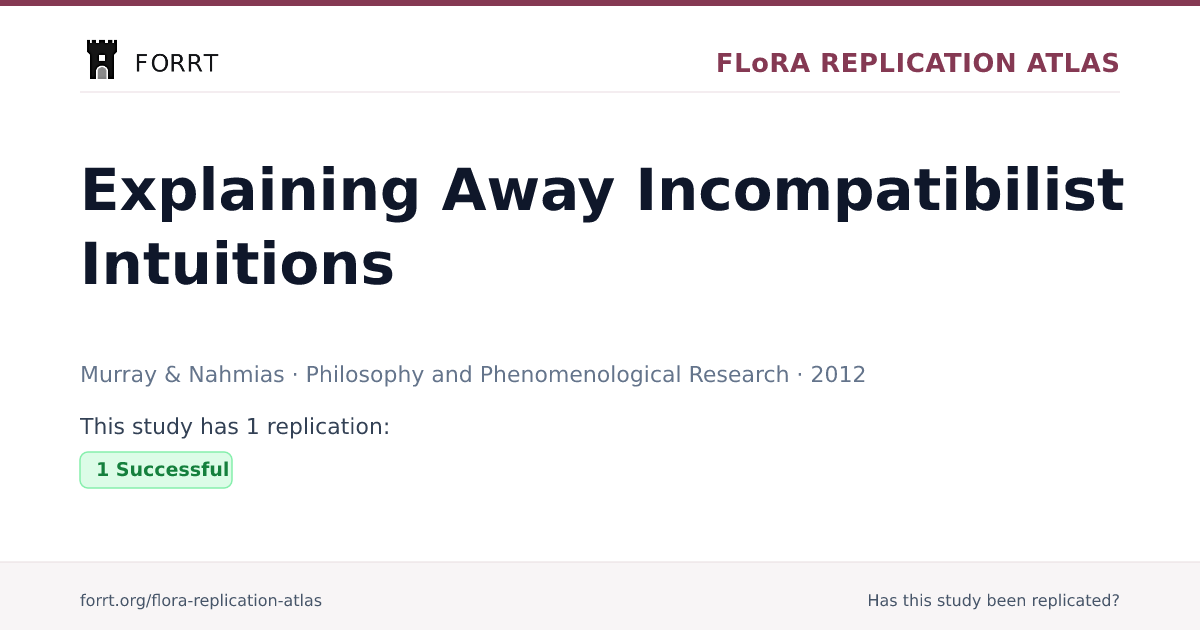 FORRT
FLoRA REPLICATION ATLAS
Explaining Away Incompatibilist
Intuitions
Murray & Nahmias · Philosophy and Phenomenological Research · 2012
This study has 1 replication:
1 Successful
forrt.org/flora-replication-atlas
Has this study been replicated?